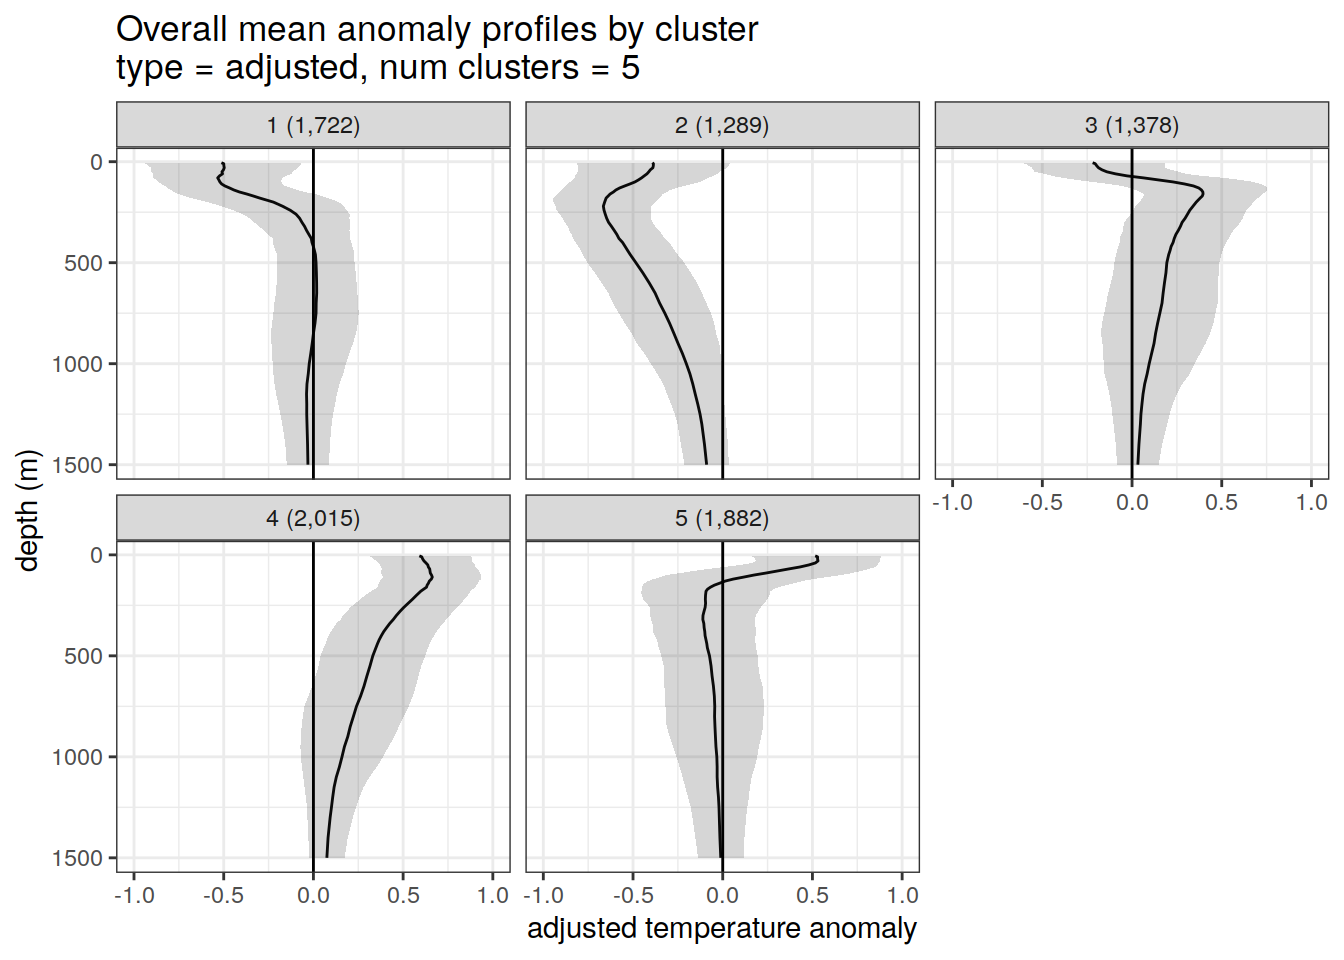 Overall mean anomaly profiles by cluster
type = adjusted, num clusters = 5
1 (1,722)
2 (1,289)
3 (1,378)
0
500
1000
1500
-1.0 -0.5 0.0 0.5 1.0
4 (2,015)
5 (1,882)
0
500
1000
1500
-1.0 -0.5 0.0 0.5 1.0
-1.0 -0.5 0.0 0.5 1.0
depth (m)
adjusted temperature anomaly